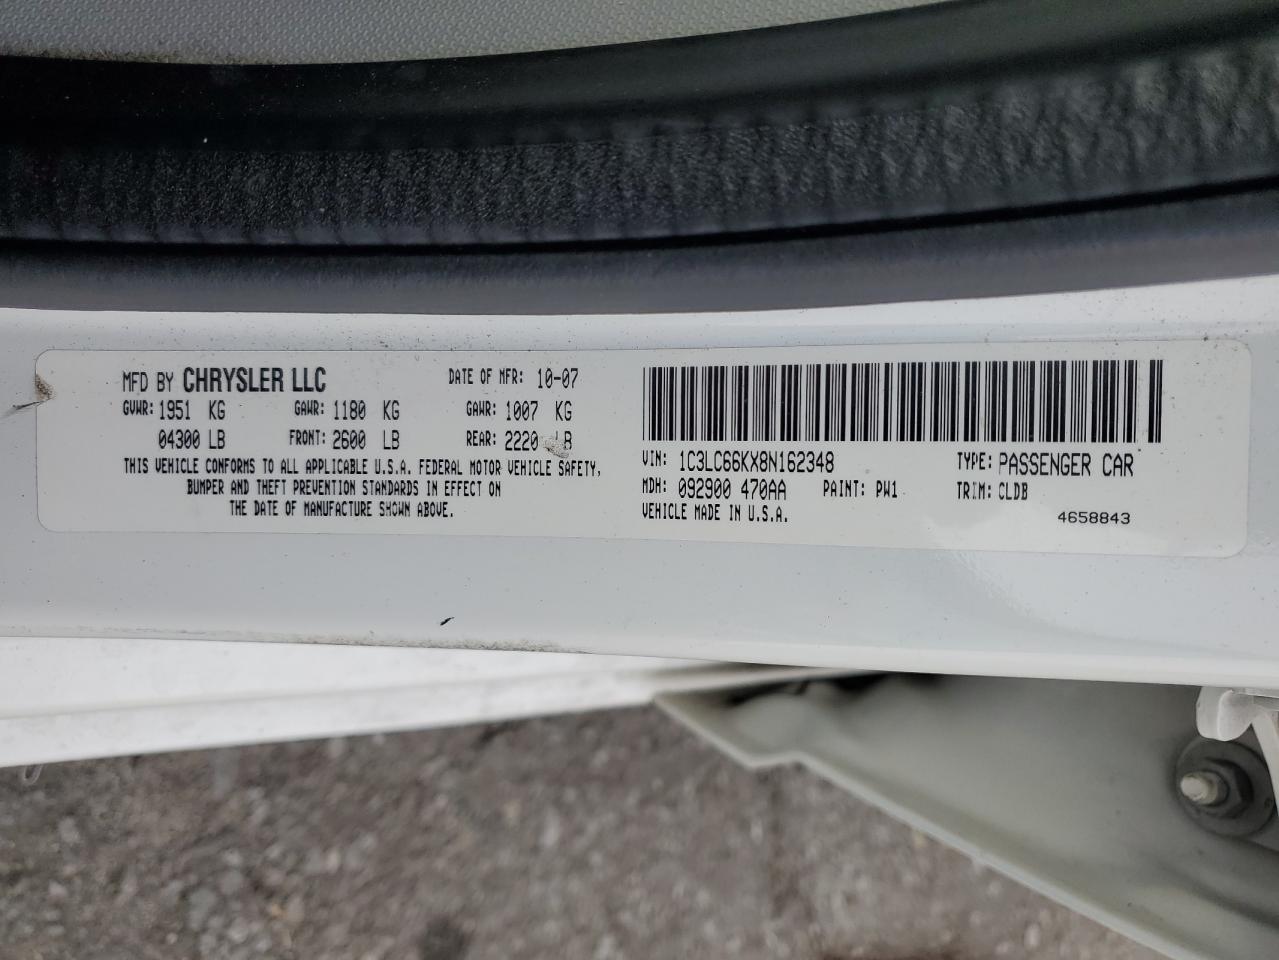 MFD BY CHRYSLER LLC DATE OF MFR: 10-07
GVWR: 1951 KG GAWR: 1180 KG GAWR: 1007 KG
04300 LB FRONT: 2600 LB REAR: 2220 LB
THIS VEHICLE CONFORMS TO ALL APPLICABLE U.S.A. FEDERAL MOTOR VEHICLE SAFETY,
BUMPER AND THEFT PREVENTION STANDARDS IN EFFECT ON
THE DATE OF MANUFACTURE SHOWN ABOVE.
VIN: 1C3LC66KX8N162348 TYPE: PASSENGER CAR
MDH: 092900 470AA PAINT: PW1 TRIM: CLDB
VEHICLE MADE IN U.S.A.
4658843